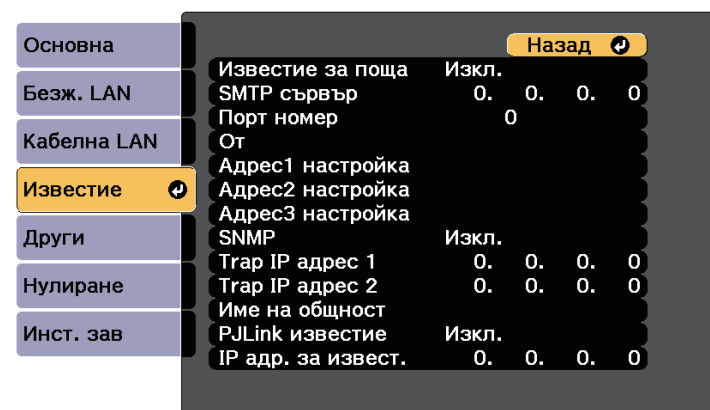 Основна
Безж. LAN
Кабелна LAN
Известие
Други
Нулиране
Инст. зав
Назад
Известие за поща Изкл.
SMTP сървър 0. 0. 0. 0
Порт номер 0
От
Адрес1 настройка
Адрес2 настройка
Адрес3 настройка
SNMP Изкл.
Trap IP адрес 1 0. 0. 0. 0
Trap IP адрес 2 0. 0. 0. 0
Име на общност
PJLink известие Изкл.
IP адр. за извест. 0. 0. 0. 0